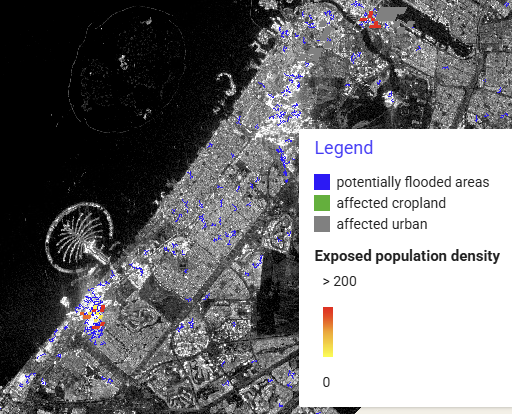 Legend
potentially flooded areas
affected cropland
affected urban
Exposed population density
> 200
0